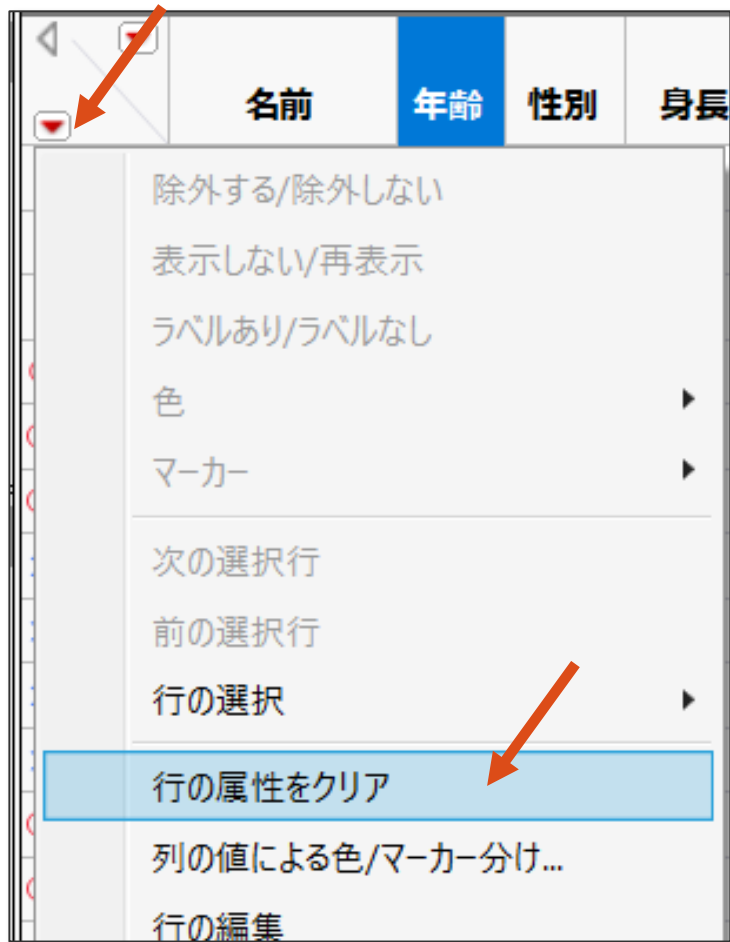 名前 年齢 性別 身長
除外する/除外しない
表示しない/再表示
ラベルあり/ラベルなし
色
マーカー
次の選択行
前の選択行
行の選択
行の属性をクリア
列の値による色/マーカー分け...
行の編集